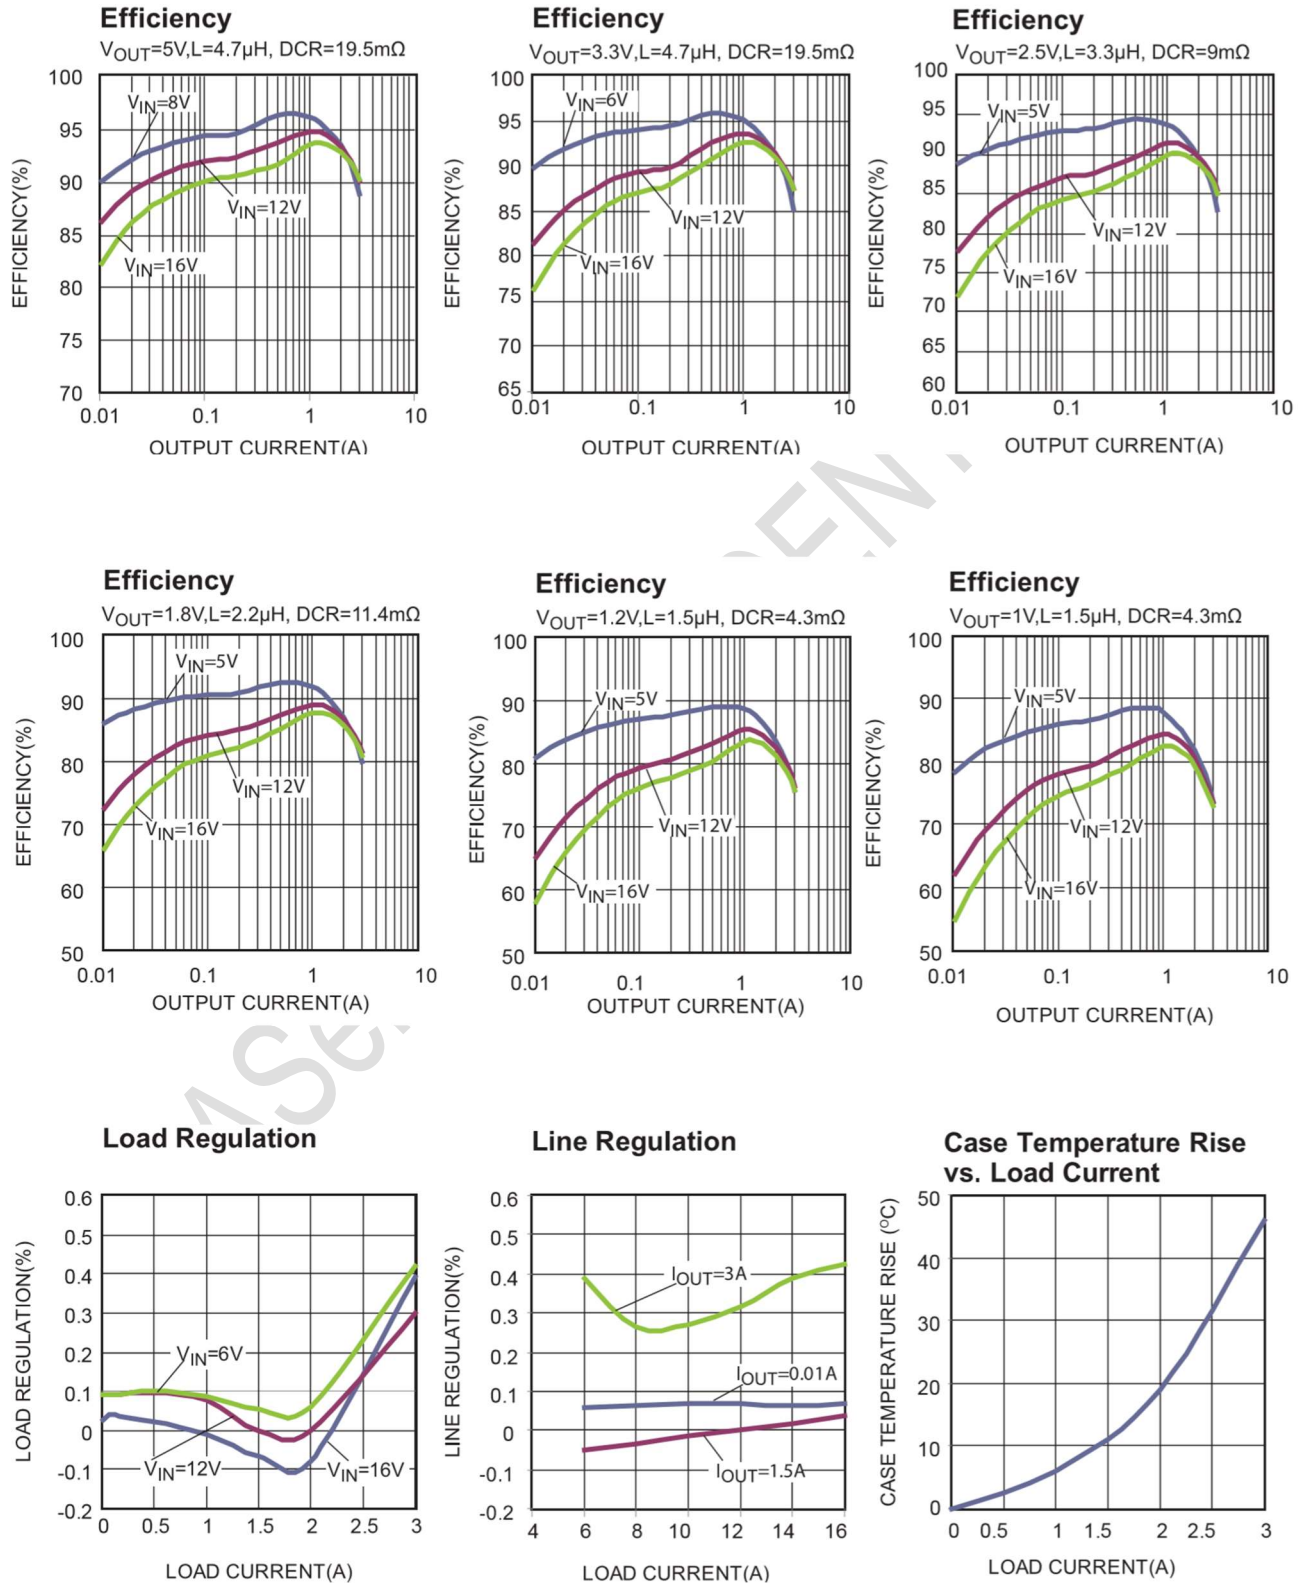 Efficiency
VOUT=5V,L=4.7µH, DCR=19.5mΩ
EFFICIENCY(%)
100
95
90
85
80
75
70
VIN=8V
VIN=12V
VIN=16V
0.01 0.1 1 10
OUTPUT CURRENT(A)
Efficiency
VOUT=3.3V,L=4.7µH, DCR=19.5mΩ
EFFICIENCY(%)
100
95
90
85
80
75
70
65
VIN=6V
VIN=12V
VIN=16V
0.01 0.1 1 10
OUTPUT CURRENT(A)
Efficiency
VOUT=2.5V,L=3.3µH, DCR=9mΩ
EFFICIENCY(%)
100
95
90
85
80
75
70
65
60
VIN=5V
VIN=12V
VIN=16V
0.01 0.1 1 10
OUTPUT CURRENT(A)
Efficiency
VOUT=1.8V,L=2.2µH, DCR=11.4mΩ
EFFICIENCY(%)
100
90
80
70
60
50
VIN=5V
VIN=12V
VIN=16V
0.01 0.1 1 10
OUTPUT CURRENT(A)
Efficiency
VOUT=1.2V,L=1.5µH, DCR=4.3mΩ
EFFICIENCY(%)
100
90
80
70
60
50
VIN=5V
VIN=12V
VIN=16V
0.01 0.1 1 10
OUTPUT CURRENT(A)
Efficiency
VOUT=1V,L=1.5µH, DCR=4.3mΩ
EFFICIENCY(%)
100
90
80
70
60
50
VIN=5V
VIN=12V
VIN=16V
0.01 0.1 1 10
OUTPUT CURRENT(A)
Load Regulation
LOAD REGULATION(%)
0.6
0.5
0.4
0.3
0.2
0.1
0
-0.1
-0.2
VIN=6V
VIN=12V
VIN=16V
0 0.5 1 1.5 2 2.5 3
LOAD CURRENT(A)
Line Regulation
LINE REGULATION(%)
0.6
0.5
0.4
0.3
0.2
0.1
0
-0.1
-0.2
IOUT=3A
IOUT=0.01A
IOUT=1.5A
4 6 8 10 12 14 16
LOAD CURRENT(A)
Case Temperature Rise
vs. Load Current
CASE TEMPERATURE RISE (ºC)
50
40
30
20
10
0
0 0.5 1 1.5 2 2.5 3
LOAD CURRENT(A)